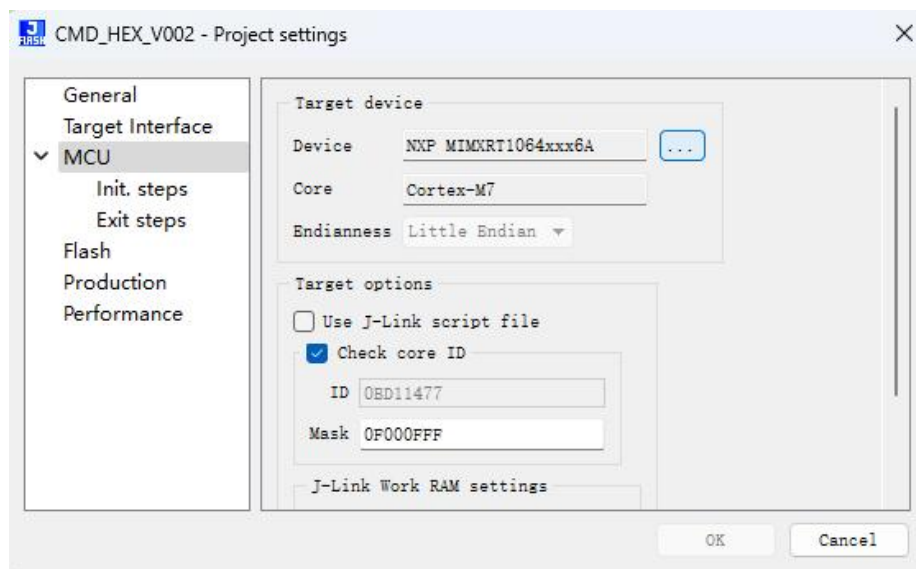 J
FLASH
CMD_HEX_V002 - Project settings
General
Target Interface
MCU
Init. steps
Exit steps
Flash
Production
Performance
Target device
Device NXP MIMXRT1064xxx6A ...
Core Cortex-M7
Endianness Little Endian
Target options
Use J-Link script file
Check core ID
ID 0BD11477
Mask 0F000FFF
J-Link Work RAM settings
OK Cancel